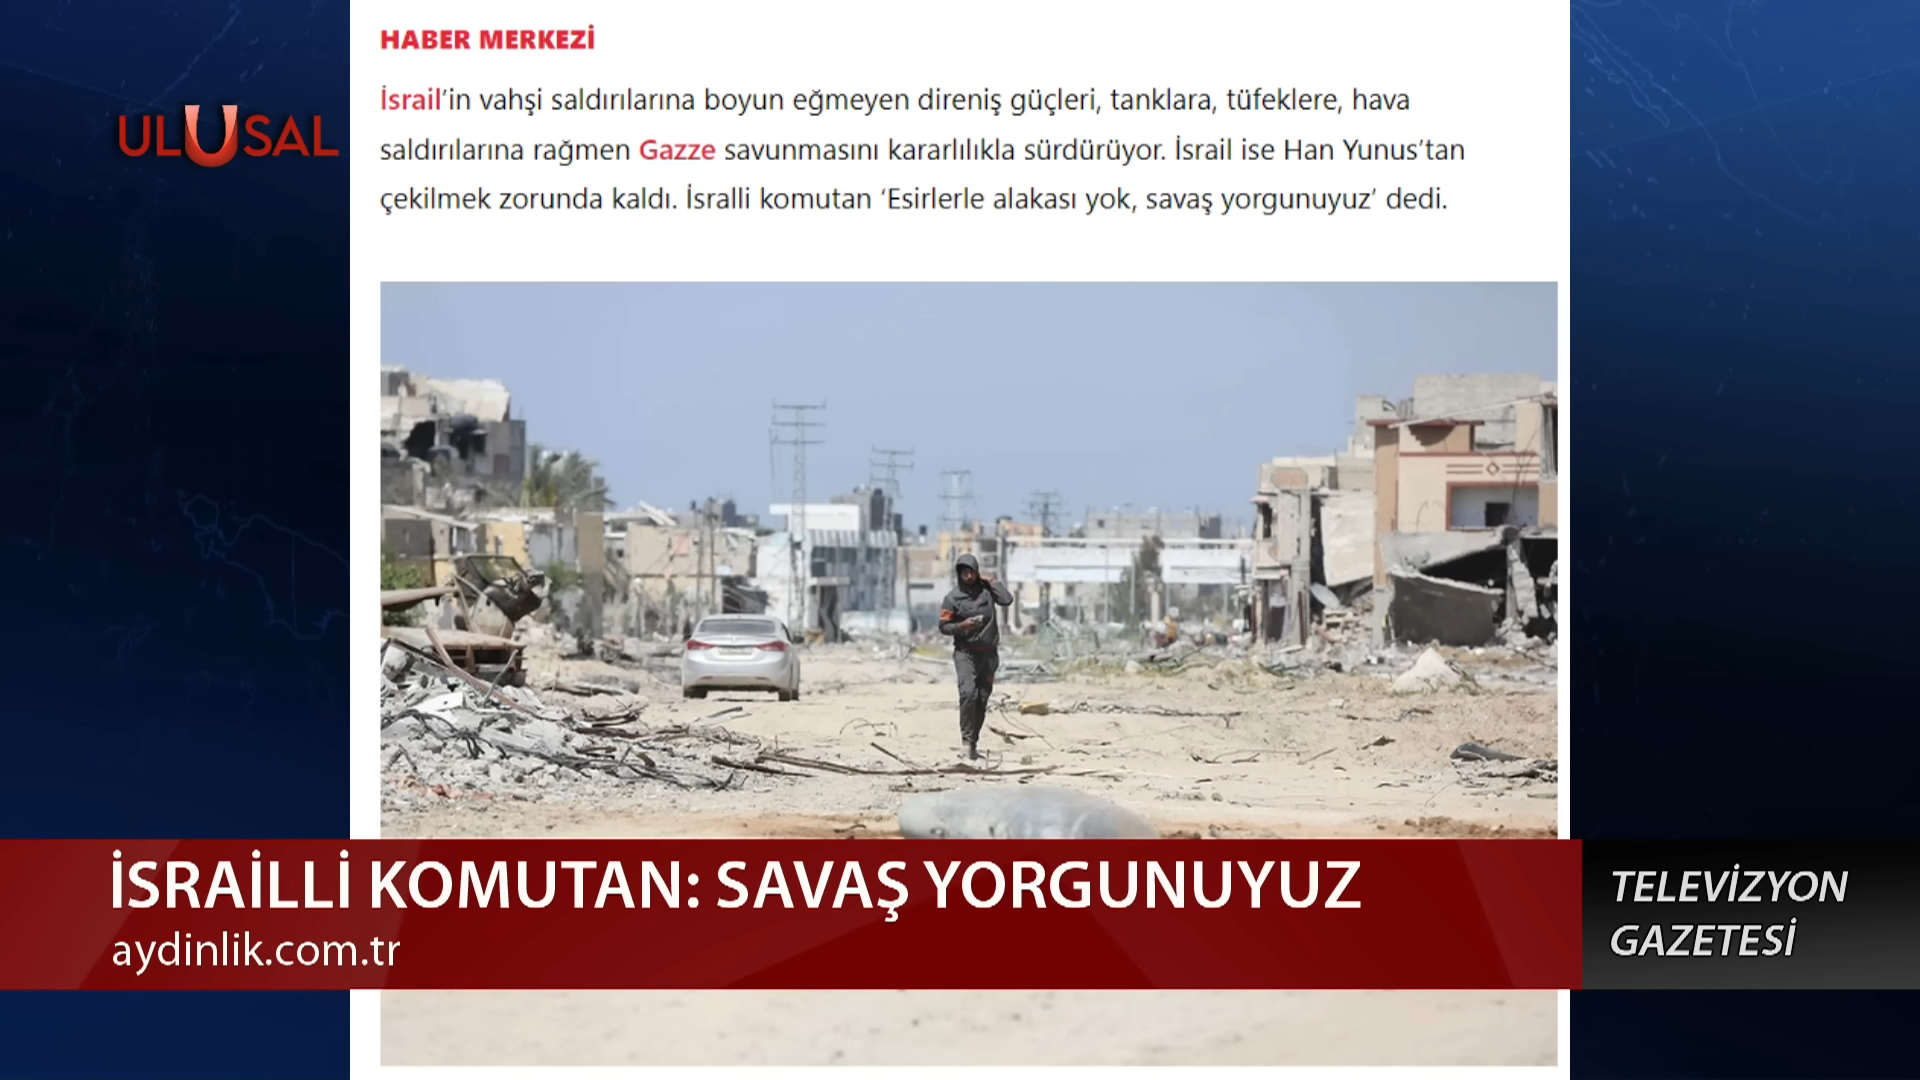 HABER MERKEZİ
İsrail’in vahşi saldırılarına boyun eğmeyen direniş güçleri, tanklara, tüfeklere, hava
saldırılarına rağmen Gazze savunmasını kararlılıkla sürdürüyor. İsrail ise Han Yunus’tan
çekilmek zorunda kaldı. İsralli komutan ‘Esirlerle alakası yok, savaş yorgunuyuz’ dedi.
ULUSAL
İSRAİLLİ KOMUTAN: SAVAŞ YORGUNUYUZ
aydinlik.com.tr
TELEVİZYON
GAZETESİ